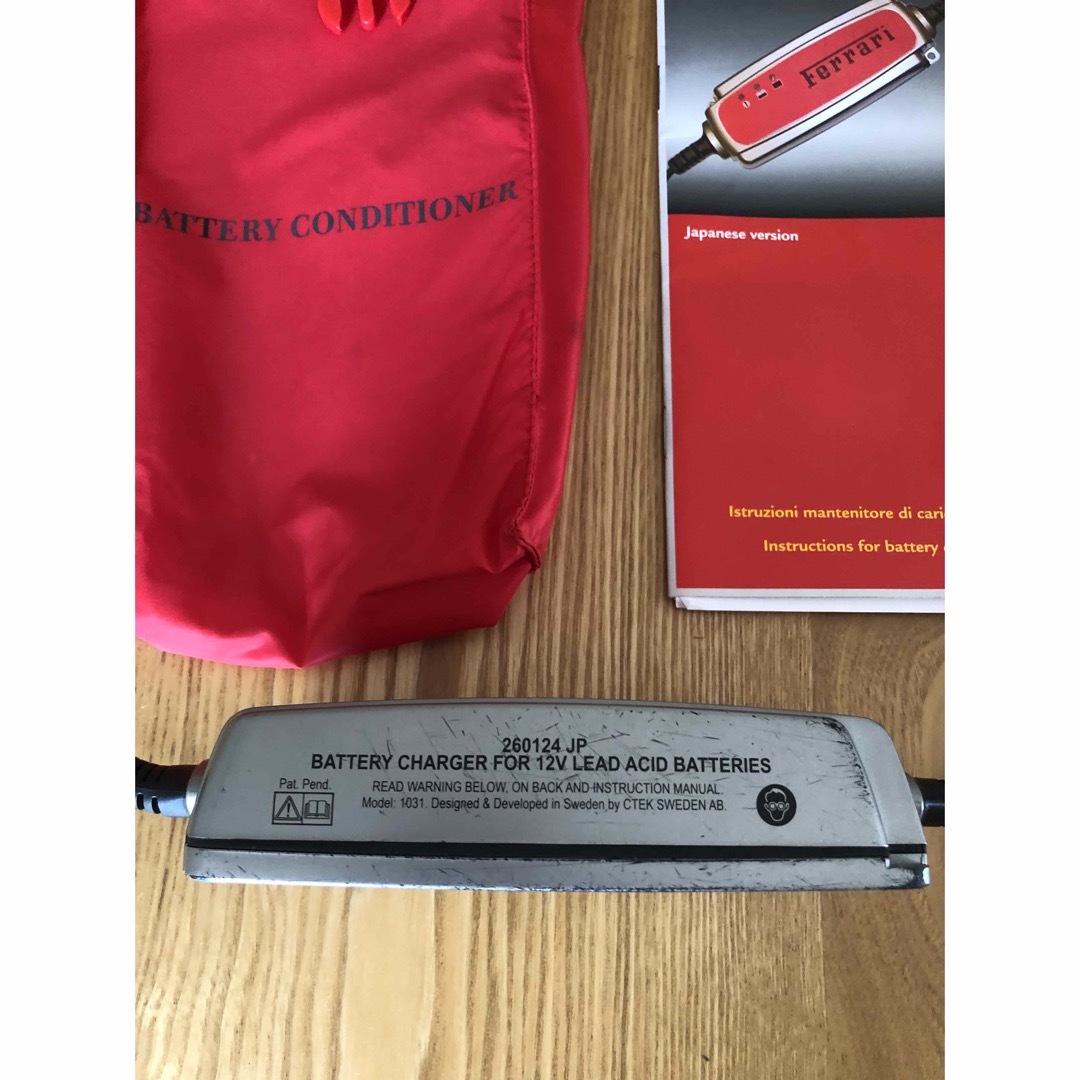 BATTERY CONDITIONER
Ferrari
Japanese version
Istruzioni mantenitore di
Instructions for battery
260124 JP
BATTERY CHARGER FOR 12V LEAD ACID BATTERIES
Pat. Pend.
READ WARNING BELOW, ON BACK AND INSTRUCTION MANUAL.
Model: 1031. Designed & Developed in Sweden by CTEK SWEDEN AB.